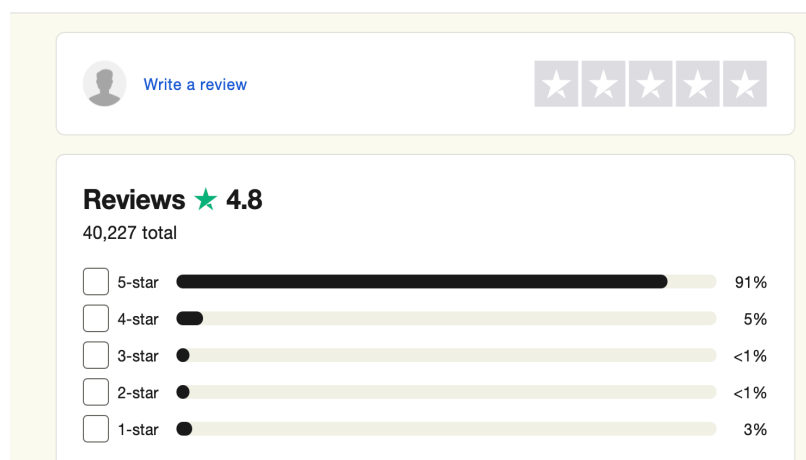 Write a review
Reviews ★ 4.8
40,227 total
5-star 91%
4-star 5%
3-star <1%
2-star <1%
1-star 3%